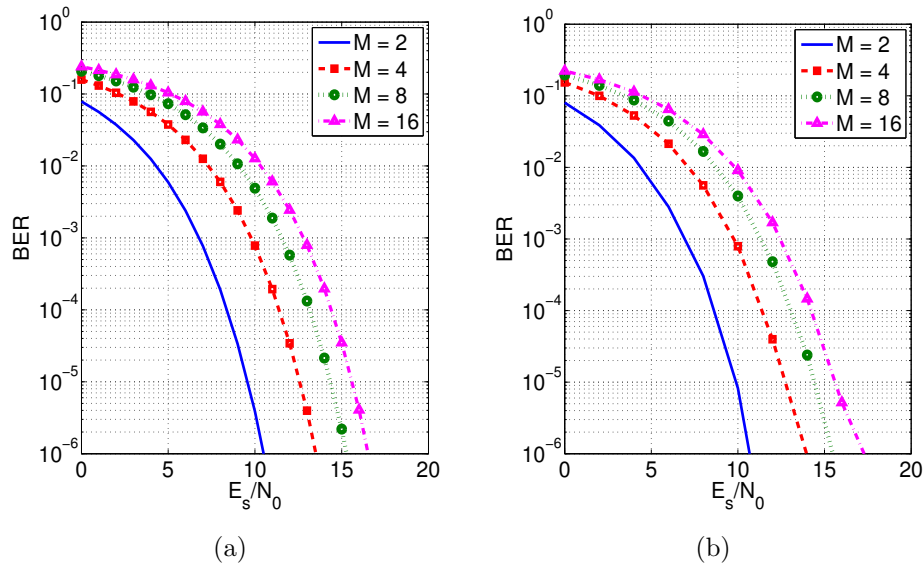 10^0
10^-1
10^-2
10^-3
10^-4
10^-5
10^-6
BER
0 5 10 15 20
E_s/N_0
M = 2
M = 4
M = 8
M = 16
(a)
10^0
10^-1
10^-2
10^-3
10^-4
10^-5
10^-6
BER
0 5 10 15 20
E_s/N_0
M = 2
M = 4
M = 8
M = 16
(b)